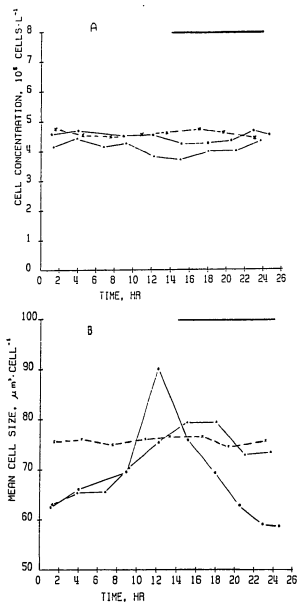 A
CELL CONCENTRATION, 10⁸ CELLS·L⁻¹
8
7
6
5
4
3
2
1
0
0 2 4 6 8 10 12 14 16 18 20 22 24 26
TIME, HR
B
MEAN CELL SIZE, μm³·CELL⁻¹
100
90
80
70
60
50
0 2 4 6 8 10 12 14 16 18 20 22 24 26
TIME, HR